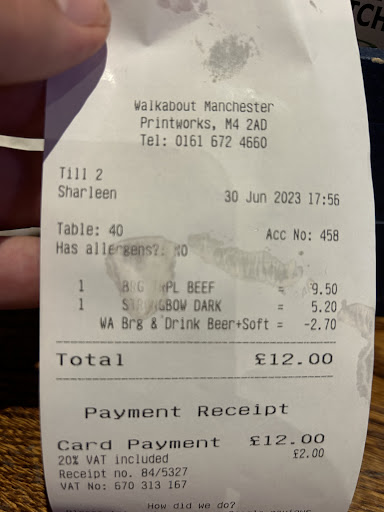 Walkabout Manchester
Printworks, M4 2AD
Tel: 0161 672 4660
Till 2
Sharleen
30 Jun 2023 17:56
Table: 40
Acc No: 458
Has allergens?: NO
1 BRG PL BEEF = 9.50
1 STRONGBOW DARK = 5.20
WA Brg & Drink Beer+Soft = -2.70
Total £12.00
Payment Receipt
Card Payment £12.00
20% VAT included £2.00
Receipt no. 84/5327
VAT No: 670 313 167
How did we do?